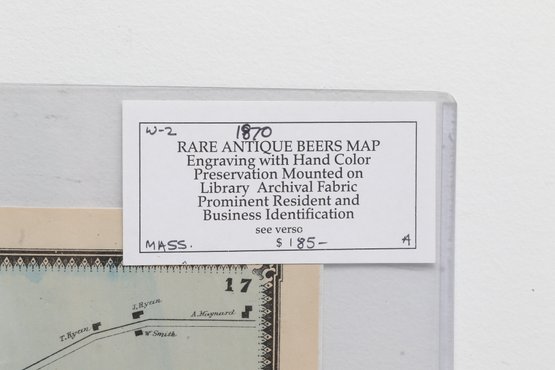 W-2
1870
RARE ANTIQUE BEERS MAP
Engraving with Hand Color
Preservation Mounted on
Library Archival Fabric
Prominent Resident and
Business Identification
see verso
MASS. $185- A
17
J. Ryan
A. Maynard
T. Ryan
W. Smith